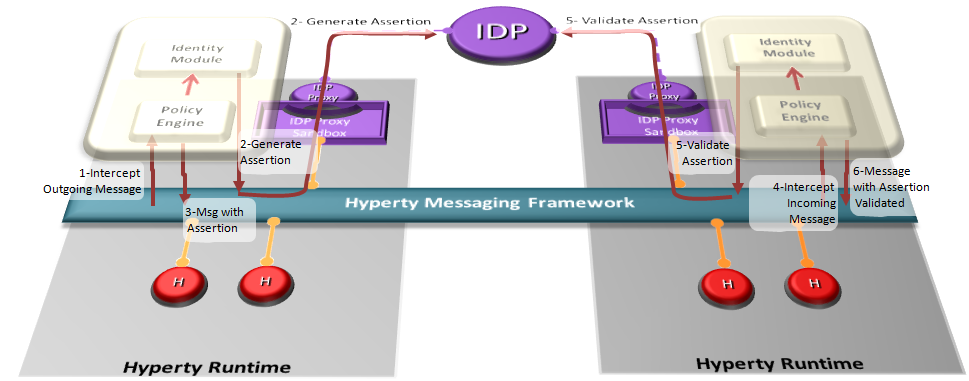 2- Generate Assertion
IDP
5- Validate Assertion
Identity
Module
Policy
Engine
IDP
Proxy
IDP Proxy
Sandbox
1-Intercept
Outgoing Message
2-Generate
Assertion
3-Msg with
Assertion
Identity
Module
Policy
Engine
IDP
Proxy
IDP Proxy
Sandbox
5-Validate
Assertion
4-Intercept
Incoming
Message
6-Message
with Assertion
Validated
Hyperty Messaging Framework
H
H
H
H
Hyperty Runtime
Hyperty Runtime